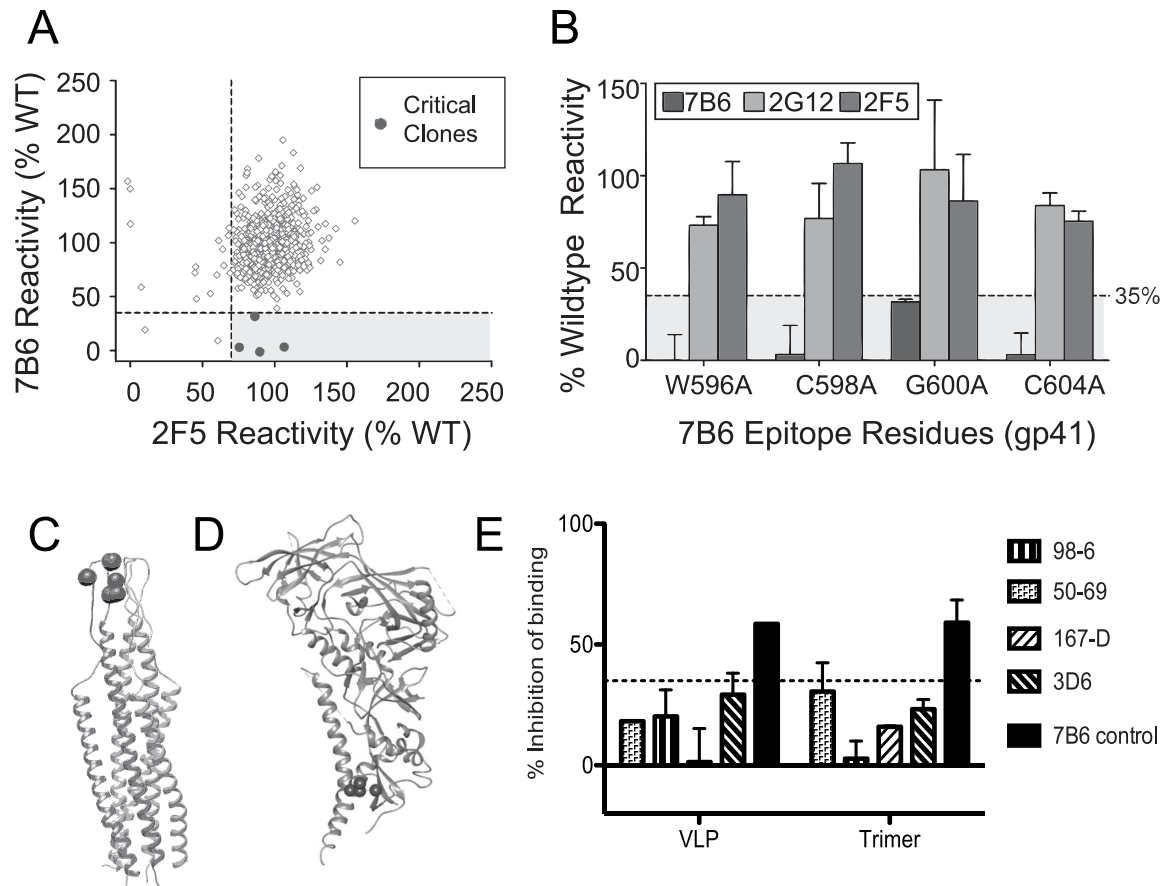 A
7B6 Reactivity (% WT)
250
200
150
100
50
0
0 50 100 150 200 250
2F5 Reactivity (% WT)
Critical
Clones
B
% Wildtype Reactivity
150
100
50
0
7B6 2G12 2F5
35%
W596A C598A G600A C604A
7B6 Epitope Residues (gp41)
C
D
E
% Inhibition of binding
100
50
0
VLP Trimer
98-6
50-69
167-D
3D6
7B6 control